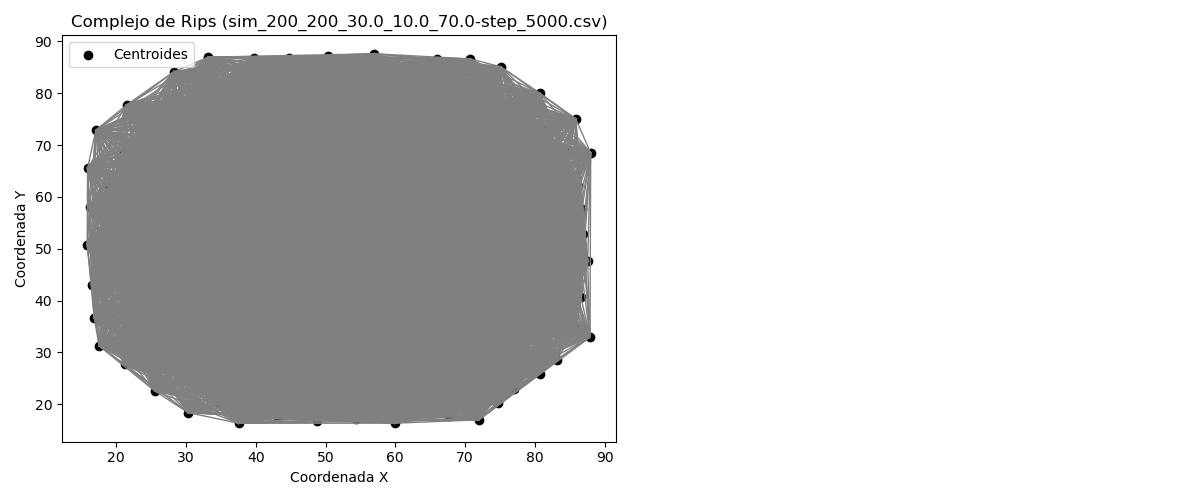 Complejo de Rips (sim_200_200_30.0_10.0_70.0-step_5000.csv)
Centroides
90
80
70
60
50
40
30
20
Coordenada Y
20 30 40 50 60 70 80 90
Coordenada X